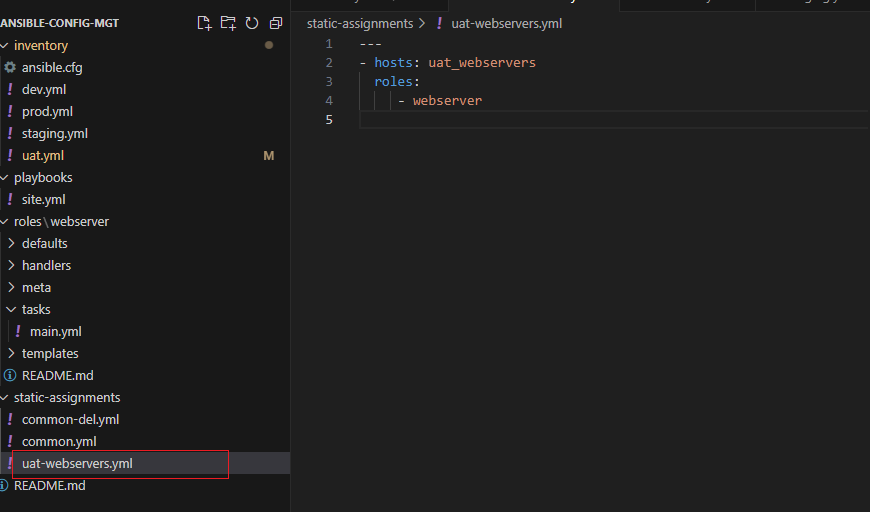 ANSIBLE-CONFIG-MGT
inventory
ansible.cfg
! dev.yml
! prod.yml
! staging.yml
! uat.yml M
playbooks
! site.yml
roles\webserver
defaults
handlers
meta
tasks
! main.yml
templates
README.md
static-assignments
! common-del.yml
! common.yml
! uat-webservers.yml
README.md
static-assignments > ! uat-webservers.yml
1 ---
2 - hosts: uat_webservers
3 roles:
4 - webserver
5